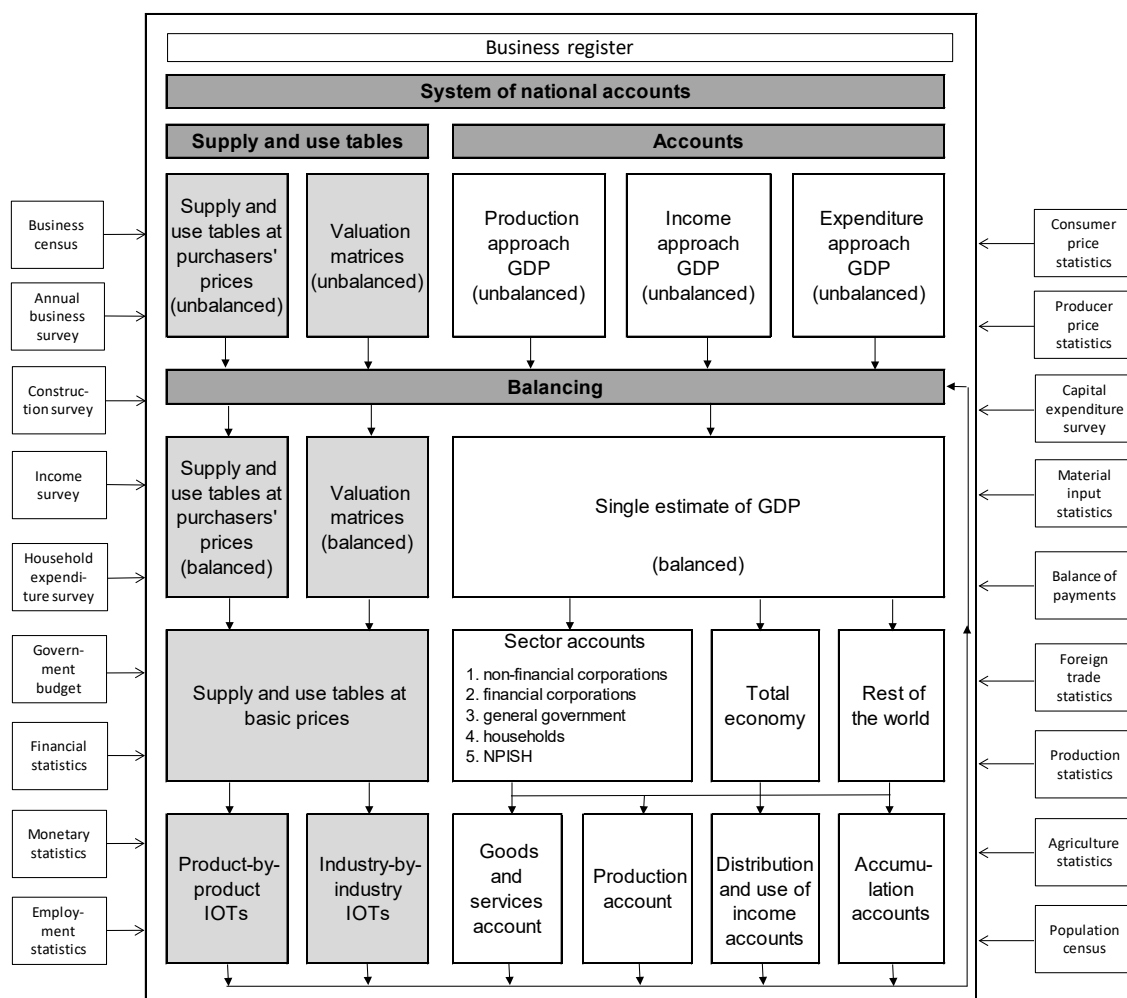 Business register
System of national accounts
Supply and use tables
Accounts
Supply and
use tables at
purchasers'
prices
(unbalanced)
Valuation
matrices
(unbalanced)
Production
approach
GDP
(unbalanced)
Income
approach
GDP
(unbalanced)
Expenditure
approach
GDP
(unbalanced)
Balancing
Supply and
use tables at
purchasers'
prices
(balanced)
Valuation
matrices
(balanced)
Single estimate of GDP
(balanced)
Supply and use tables at
basic prices
Sector accounts
1. non-financial corporations
2. financial corporations
3. general government
4. households
5. NPISH
Total
economy
Rest of
the world
Product-by-
product
IOTs
Industry-by-
industry
IOTs
Goods
and
services
account
Production
account
Distribution
and use of
income
accounts
Accumu-
lation
accounts
Business
census
Annual
business
survey
Construc-
tion survey
Income
survey
Household
expendi-
ture survey
Govern-
ment
budget
Financial
statistics
Monetary
statistics
Employ-
ment
statistics
Consumer
price
statistics
Producer
price
statistics
Capital
expenditure
survey
Material
input
statistics
Balance of
payments
Foreign
trade
statistics
Production
statistics
Agriculture
statistics
Population
census